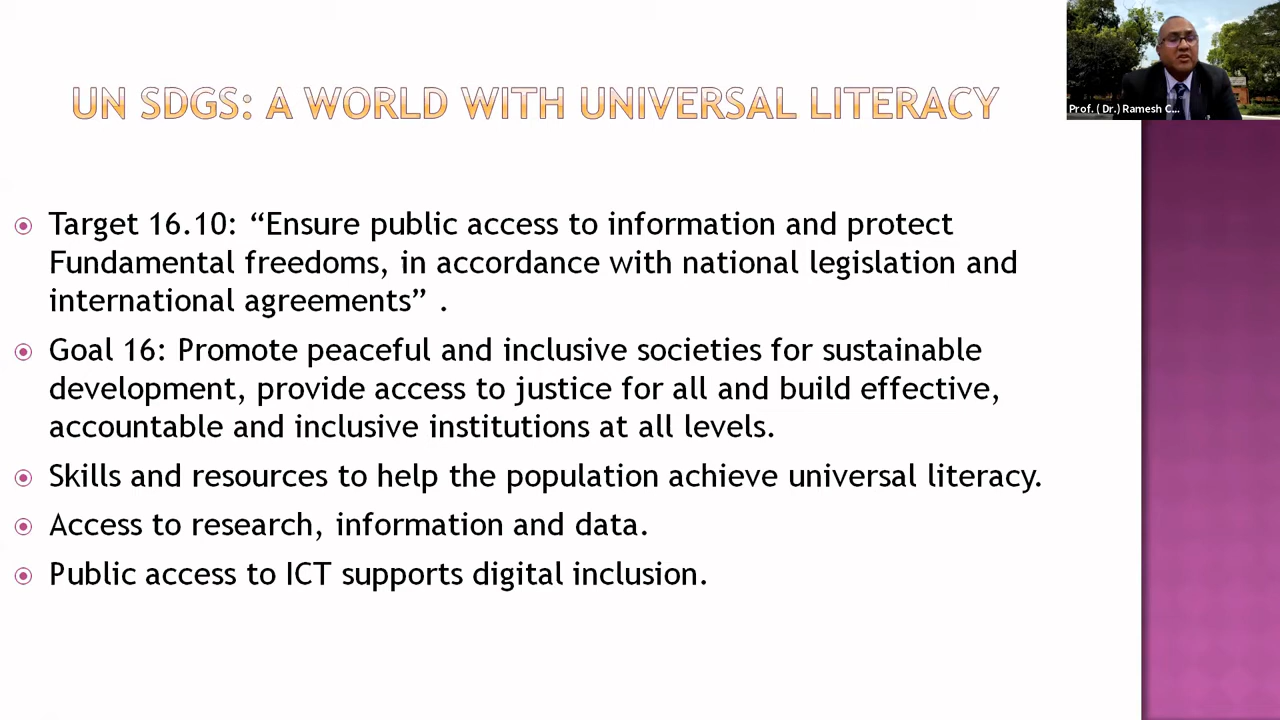 UN SDGS: A WORLD WITH UNIVERSAL LITERACY
Prof. ( Dr.) Ramesh C...
Target 16.10: “Ensure public access to information and protect
Fundamental freedoms, in accordance with national legislation and
international agreements” .
Goal 16: Promote peaceful and inclusive societies for sustainable
development, provide access to justice for all and build effective,
accountable and inclusive institutions at all levels.
Skills and resources to help the population achieve universal literacy.
Access to research, information and data.
Public access to ICT supports digital inclusion.